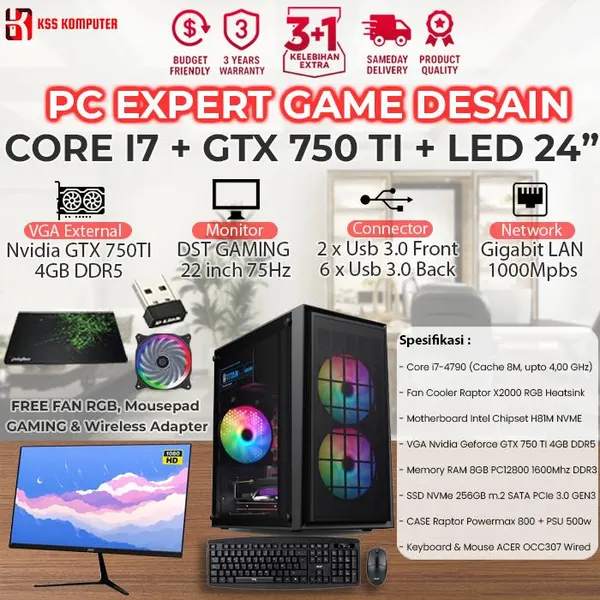 KSS KOMPUTER
BUDGET
FRIENDLY
3
3 YEARS
WARRANTY
3+1
KELEBIHAN
EXTRA
SAMEDAY
DELIVERY
PRODUCT
QUALITY
PC EXPERT GAME DESAIN
CORE I7 + GTX 750 TI + LED 24”
VGA External
Nvidia GTX 750TI
4GB DDR5
Monitor
DST GAMING
22 inch 75Hz
Connector
2 x Usb 3.0 Front
6 x Usb 3.0 Back
Network
Gigabit LAN
1000Mpbs
FREE FAN RGB, Mousepad
GAMING & Wireless Adapter
1080
HD
Spesifikasi :
- Core i7-4790 (Cache 8M, upto 4,00 GHz)
- Fan Cooler Raptor X2000 RGB Heatsink
- Motherboard Intel Chipset H81M NVME
- VGA Nvidia Geforce GTX 750 TI 4GB DDR5
- Memory RAM 8GB PC12800 1600Mhz DDR3
- SSD NVMe 256GB m.2 SATA PCIe 3.0 GEN3
- CASE Raptor Powermax 800 + PSU 500w
- Keyboard & Mouse ACER OCC307 Wired